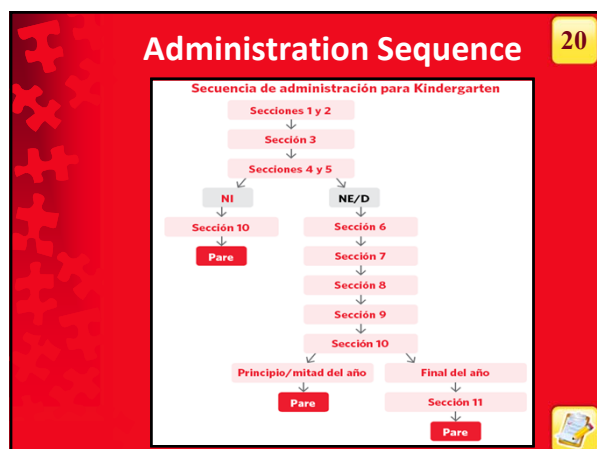 Administration Sequence
20
Secuencia de administración para Kindergarten
Secciones 1 y 2
Sección 3
Secciones 4 y 5
NI
NE/D
Sección 10
Sección 6
Pare
Sección 7
Sección 8
Sección 9
Sección 10
Principio/mitad del año
Final del año
Pare
Sección 11
Pare